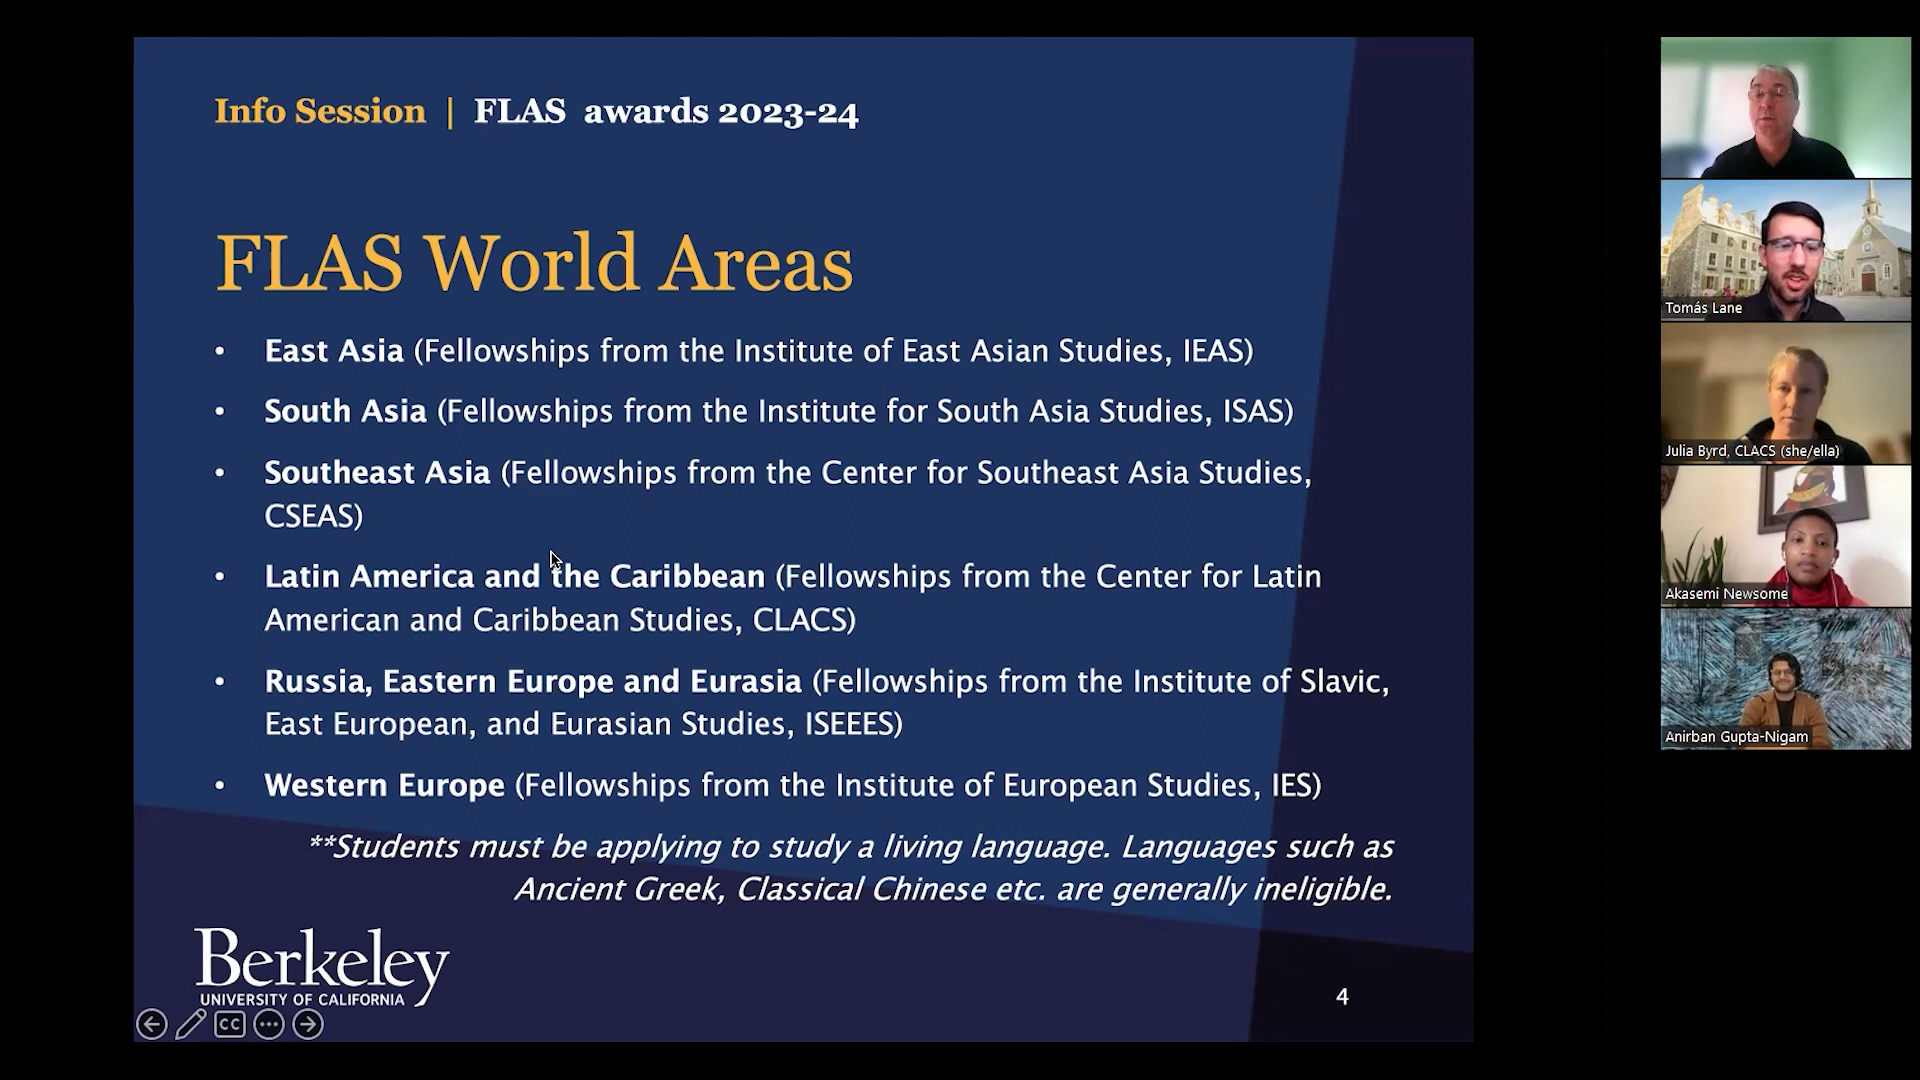 Info Session | FLAS awards 2023-24
FLAS World Areas
• East Asia (Fellowships from the Institute of East Asian Studies, IEAS)
• South Asia (Fellowships from the Institute for South Asia Studies, ISAS)
• Southeast Asia (Fellowships from the Center for Southeast Asia Studies,
CSEAS)
• Latin America and the Caribbean (Fellowships from the Center for Latin
American and Caribbean Studies, CLACS)
• Russia, Eastern Europe and Eurasia (Fellowships from the Institute of Slavic,
East European, and Eurasian Studies, ISEEES)
• Western Europe (Fellowships from the Institute of European Studies, IES)
**Students must be applying to study a living language. Languages such as
Ancient Greek, Classical Chinese etc. are generally ineligible.
Berkeley
UNIVERSITY OF CALIFORNIA
4
CC
Tomás Lane
Julia Byrd, CLACS (she/ella)
Akasemi Newsome
Anirban Gupta-Nigam